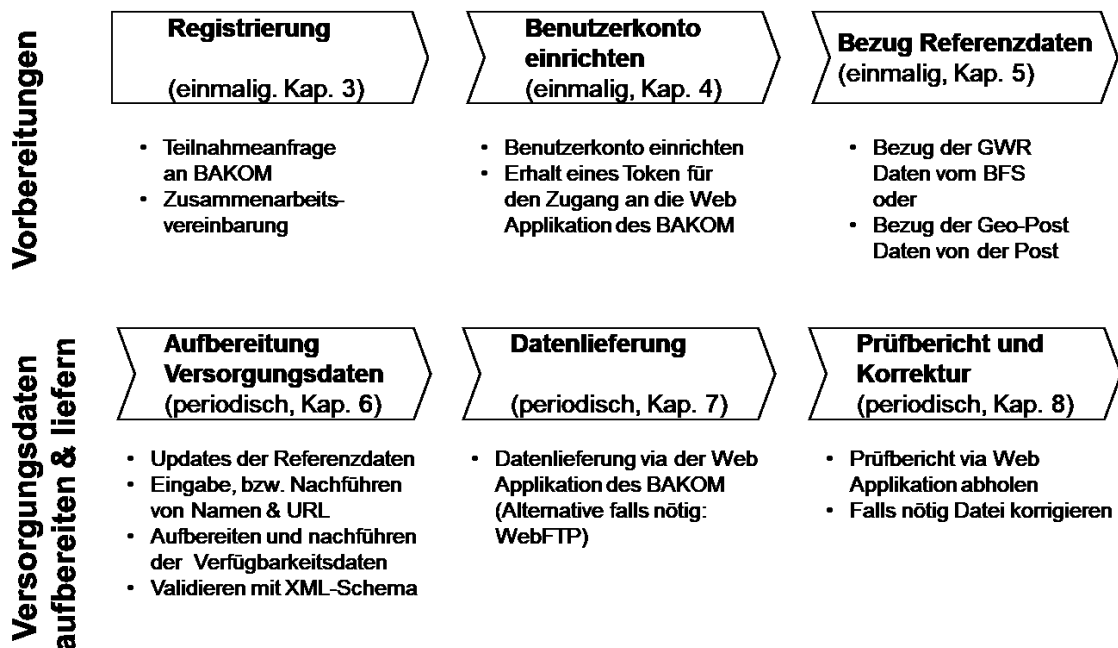 Vorbereitungen
Registrierung
(einmalig. Kap. 3)
• Teilnahmeanfrage
an BAKOM
• Zusammenarbeits-
vereinbarung
Benutzerkonto
einrichten
(einmalig, Kap. 4)
• Benutzerkonto einrichten
• Erhalt eines Token für
den Zugang an die Web
Applikation des BAKOM
Bezug Referenzdaten
(einmalig, Kap. 5)
• Bezug der GWR
Daten vom BFS
oder
• Bezug der Geo-Post
Daten von der Post
Versorgungsdaten
aufbereiten & liefern
Aufbereitung
Versorgungsdaten
(periodisch, Kap. 6)
• Updates der Referenzdaten
• Eingabe, bzw. Nachführen
von Namen & URL
• Aufbereiten und nachführen
der Verfügbarkeitsdaten
• Validieren mit XML-Schema
Datenlieferung
(periodisch, Kap. 7)
• Datenlieferung via der Web
Applikation des BAKOM
(Alternative falls nötig:
WebFTP)
Prüfbericht und
Korrektur
(periodisch, Kap. 8)
• Prüfbericht via Web
Applikation abholen
• Falls nötig Datei korrigieren